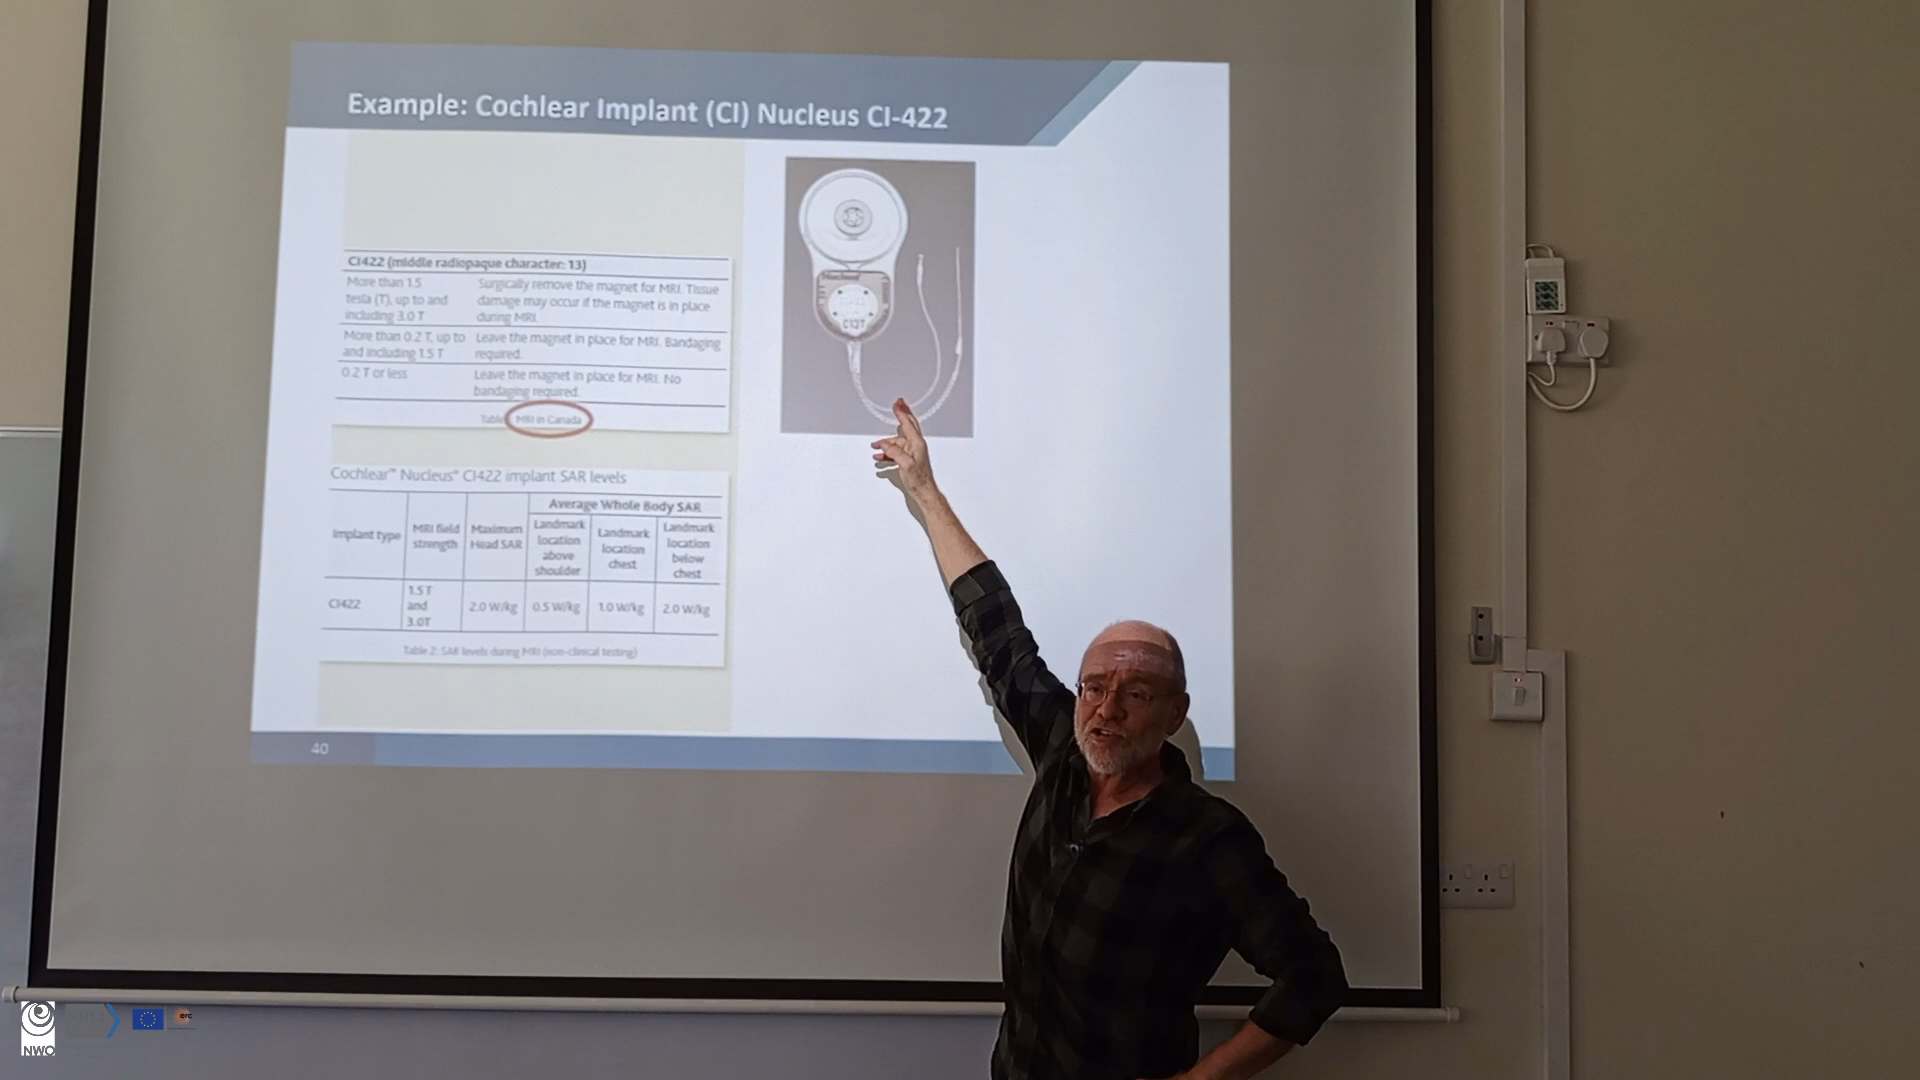 Example: Cochlear Implant (CI) Nucleus CI-422
CI422 (middle radiopaque character: 13)
More than 1.5
tesla (T), up to and
including 3.0 T
Surgically remove the magnet for MRI. Tissue
damage may occur if the magnet is in place
during MRI.
More than 0.2 T, up to
and including 1.5 T
Leave the magnet in place for MRI. Bandaging
required.
0.2 T or less
Leave the magnet in place for MRI. No
bandaging required.
Table MRI in Canada
Nucleus
C13T
Cochlear™ Nucleus® CI422 implant SAR levels
Implant type
MRI field
strength
Maximum
Head SAR
Average Whole Body SAR
Landmark
location
above
shoulder
Landmark
location
chest
Landmark
location
below
chest
CI422
1.5T
and
3.0T
2.0 W/kg
0.5 W/kg
1.0 W/kg
2.0 W/kg
Table 2: SAR levels during MRI (non-clinical testing)
40
NWO
erc